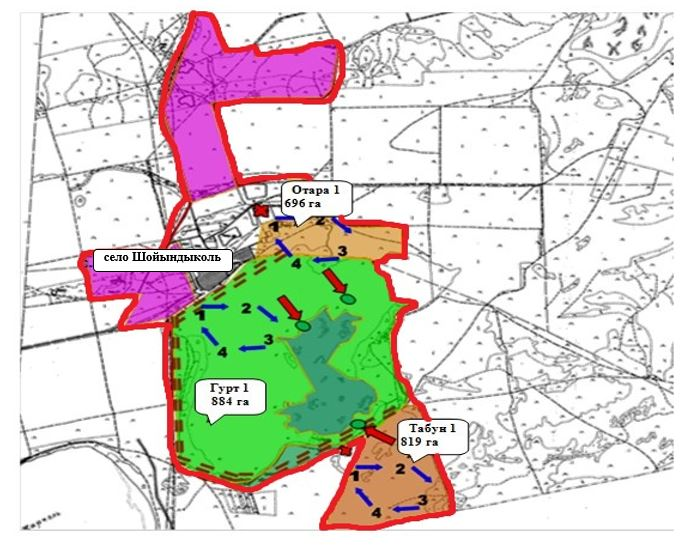 Отара 1
696 га
1 2
3
4
село Шойындыколь
1 2
3
4
Гурт 1
884 га
Табун 1
819 га
1 2
3
4